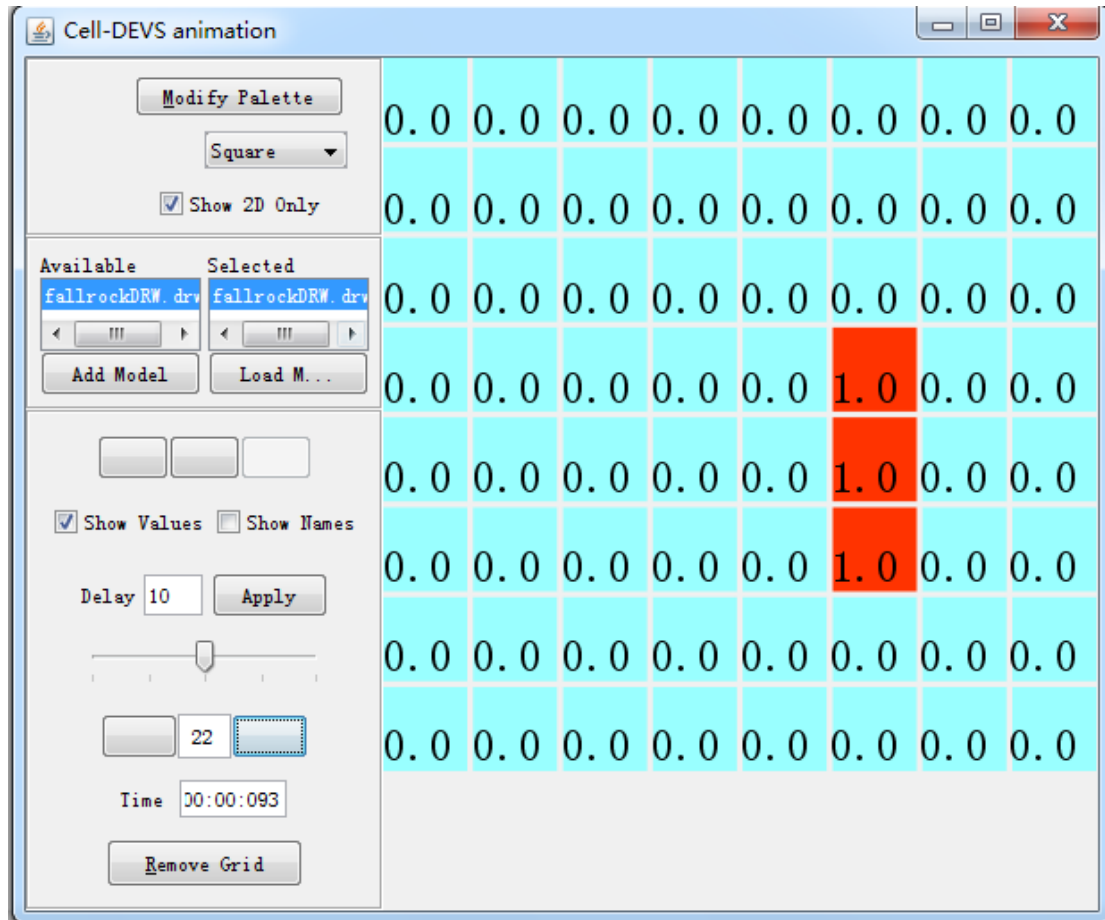 Cell-DEVS animation
Modify Palette
Square
Show 2D Only
Available Selected
fallrockDRW.drw fallrockDRW.drw
Add Model Load M...
Show Values Show Names
Delay 10 Apply
22
Time 00:00:093
Remove Grid
0.0 0.0 0.0 0.0 0.0 0.0 0.0 0.0
0.0 0.0 0.0 0.0 0.0 0.0 0.0 0.0
0.0 0.0 0.0 0.0 0.0 0.0 0.0 0.0
0.0 0.0 0.0 0.0 0.0 1.0 0.0 0.0
0.0 0.0 0.0 0.0 0.0 1.0 0.0 0.0
0.0 0.0 0.0 0.0 0.0 1.0 0.0 0.0
0.0 0.0 0.0 0.0 0.0 0.0 0.0 0.0
0.0 0.0 0.0 0.0 0.0 0.0 0.0 0.0